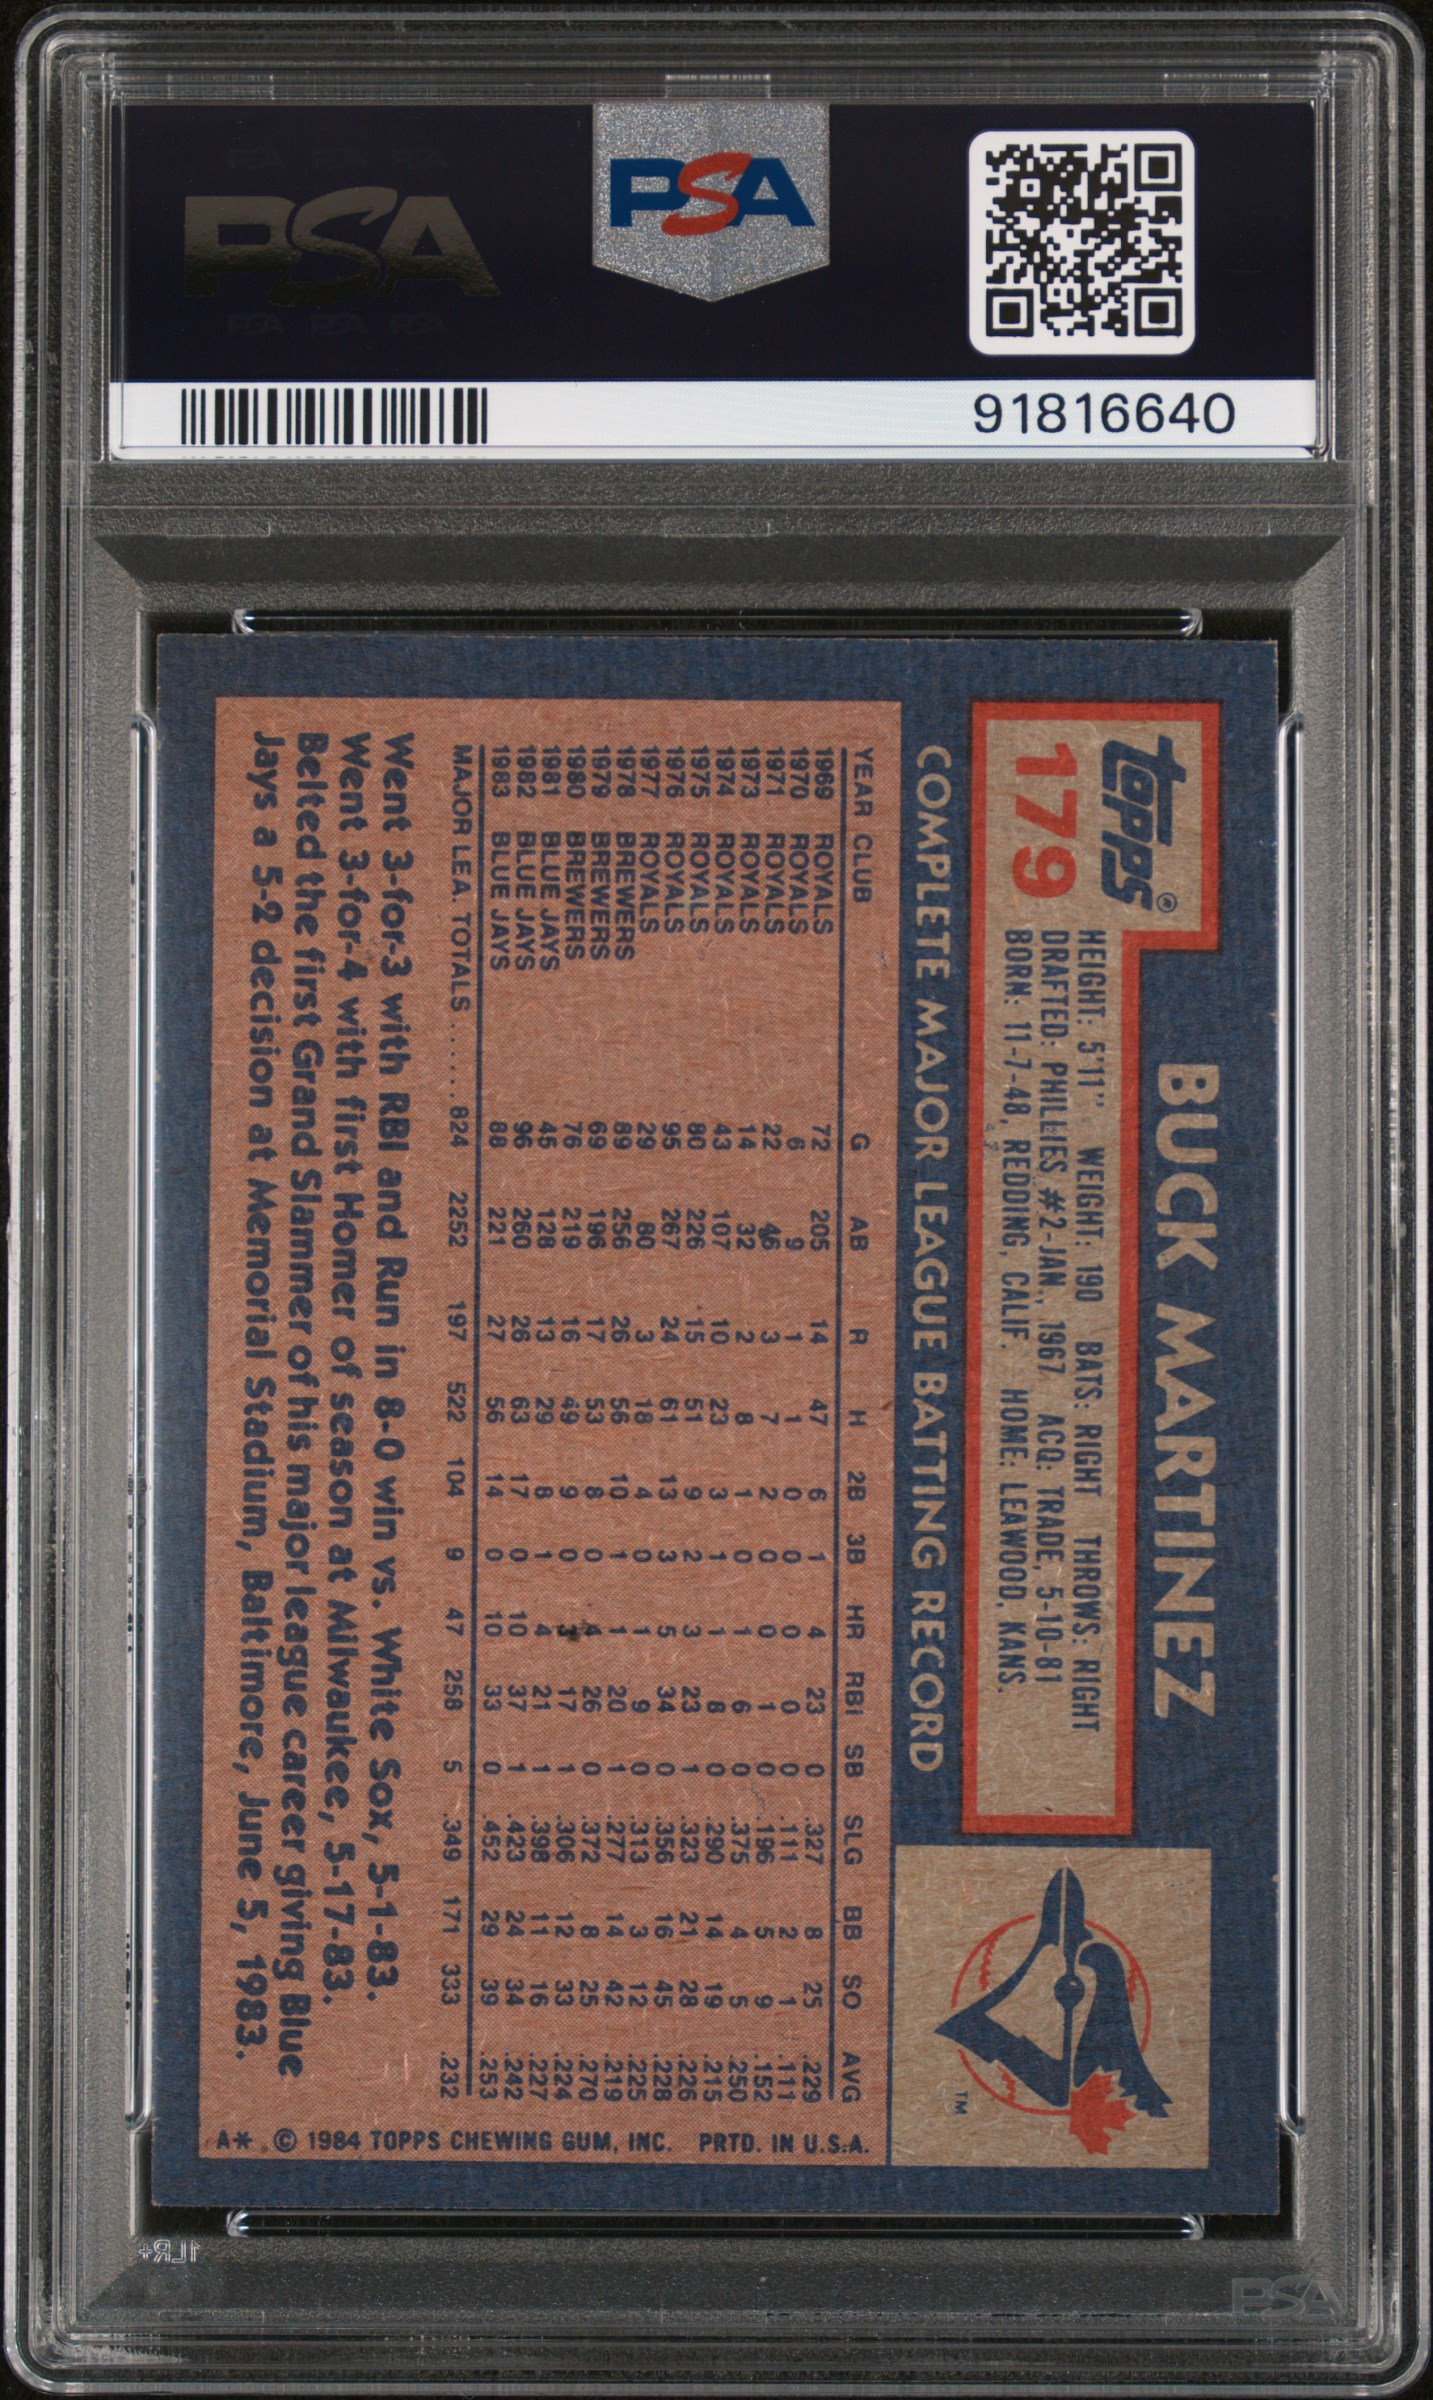 PSA
PSA
91816640
topps®
179
BUCK MARTINEZ
HEIGHT: 5'11" WEIGHT: 190 BATS: RIGHT THROWS: RIGHT
DRAFTED: PHILLIES #2-JAN., 1967 ACQ: TRADE, 5-10-81
BORN: 11-7-48, REDDING, CALIF. HOME: LEAWOOD, KANS.
COMPLETE MAJOR LEAGUE BATTING RECORD
YEAR CLUB G AB R H 2B 3B HR RBI SB SLG BB SO AVG
1969 ROYALS 72 205 14 47 6 1 4 23 0 .327 8 25 .229
1970 ROYALS 6 9 1 1 0 0 0 0 0 .111 2 1 .111
1971 ROYALS 22 46 3 7 2 0 0 1 0 .196 5 9 .152
1973 ROYALS 14 32 2 8 1 0 1 6 0 .375 4 5 .250
1974 ROYALS 43 107 10 23 3 1 1 8 0 .290 14 19 .215
1975 ROYALS 80 226 15 51 9 2 3 23 1 .323 21 28 .226
1976 ROYALS 95 267 24 61 13 3 5 34 0 .356 16 45 .228
1977 ROYALS 29 80 3 18 4 0 1 9 0 .313 3 12 .225
1978 BREWERS 89 256 26 56 10 1 1 20 1 .277 14 42 .219
1979 BREWERS 69 196 17 53 8 0 4 26 0 .372 8 25 .270
1980 BREWERS 76 219 16 49 9 0 3 17 1 .306 12 33 .224
1981 BLUE JAYS 45 128 13 29 8 1 4 21 1 .398 11 16 .227
1982 BLUE JAYS 96 260 26 63 17 0 10 37 1 .423 24 34 .242
1983 BLUE JAYS 88 221 27 56 14 0 10 33 0 .452 29 39 .253
MAJOR LEA. TOTALS ...... 824 2252 197 522 104 9 47 258 5 .349 171 333 .232
Went 3-for-3 with RBI and Run in 8-0 win vs. White Sox, 5-1-83.
Went 3-for-4 with first Homer of season at Milwaukee, 5-17-83.
Belted the first Grand Slammer of his major league career giving Blue
Jays a 5-2 decision at Memorial Stadium, Baltimore, June 5, 1983.
TM
A* © 1984 TOPPS CHEWING GUM, INC. PRTD. IN U.S.A.
1LR+
PSA